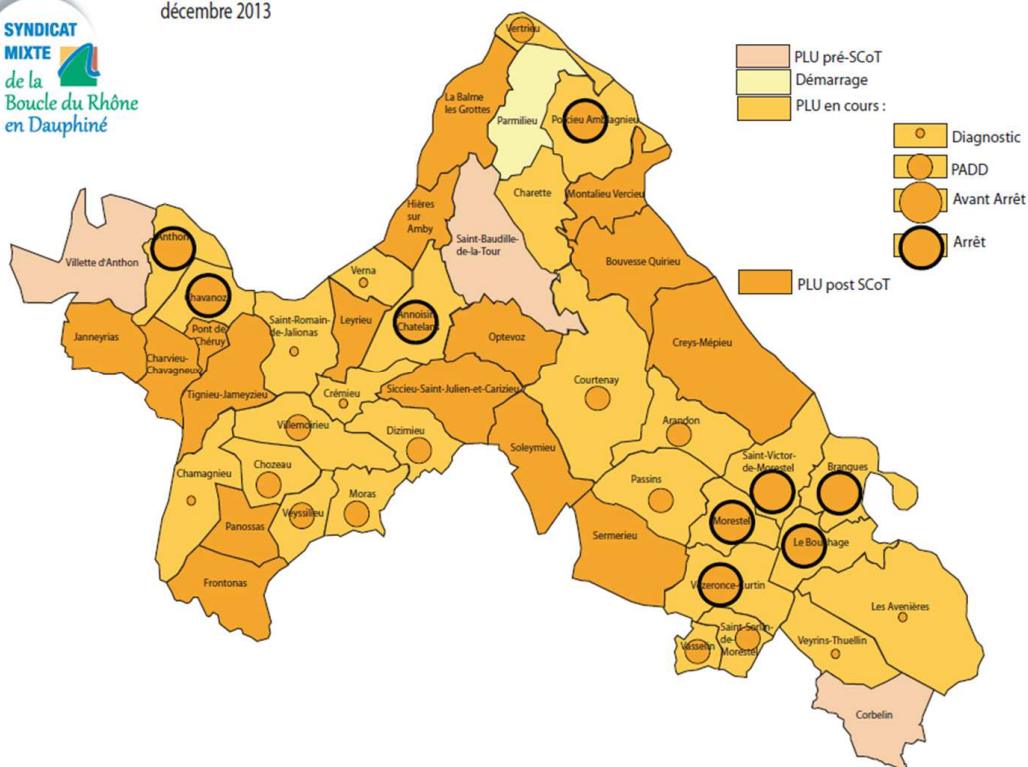 décembre 2013
SYNDICAT
MIXTE
de la
Boucle du Rhône
en Dauphiné
PLU pré-SCoT
Démarrage
PLU en cours :
Diagnostic
PADD
Avant Arrêt
Arrêt
PLU post SCoT
Vertrieu
La Balme
les Grottes
Parmilieu
Porcieu Amblagnieu
Charette
Montalieu Vercieu
Hières
sur
Amby
Saint-Baudille-
de-la-Tour
Bouvesse Quirieu
Villette d'Anthon
Anthon
Chavanoz
Verna
Annoisin
Chatelans
Janneyrias
Pont de
Chéruy
Charvieu-
Chavagneux
Saint-Romain-
de-Jalionas
Leyrieu
Optevoz
Creys-Mépieu
Tignieu-Jameyzieu
Crémieu
Siccieu-Saint-Julien-et-Carizieu
Courtenay
Villemoirieu
Dizimieu
Soleymieu
Arandon
Chamagnieu
Chozeau
Moras
Passins
Saint-Victor-
de-Morestel
Brangues
Panossas
Veyssilieu
Sermerieu
Morestel
Le Bouchage
Frontonas
Vézeronce-Curtin
Les Avenières
Vasselin
Saint-Sorlin-
de-
Morestel
Veyrins-Thuellin
Corbelin